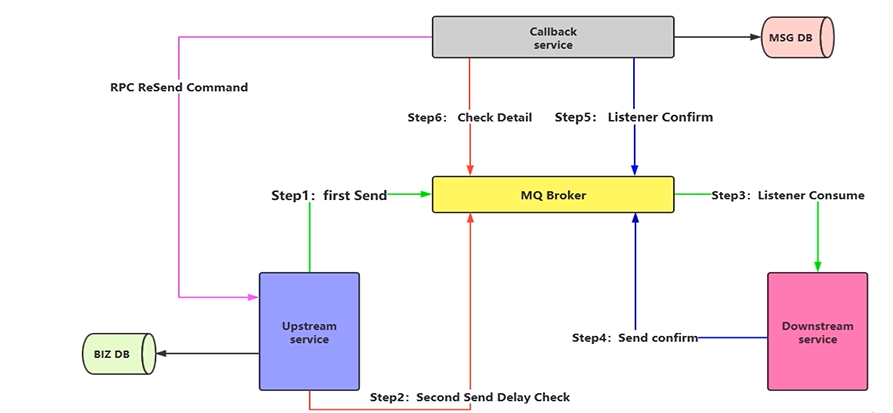 Callback
service
MSG DB
RPC ReSend Command
Step6： Check Detail
Step5： Listener Confirm
Step1：first Send
MQ Broker
Step3：Listener Consume
Upstream
service
Downstream
service
Step4：Send confirm
BIZ DB
Step2：Second Send Delay Check